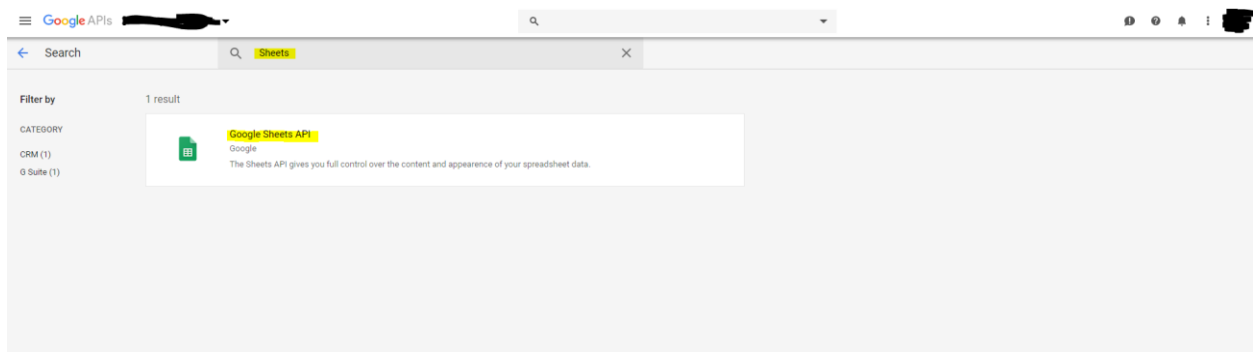 Google APIs
Search
Sheets
Filter by
1 result
CATEGORY
CRM (1)
G Suite (1)
Google Sheets API
Google
The Sheets API gives you full control over the content and appearence of your spreadsheet data.